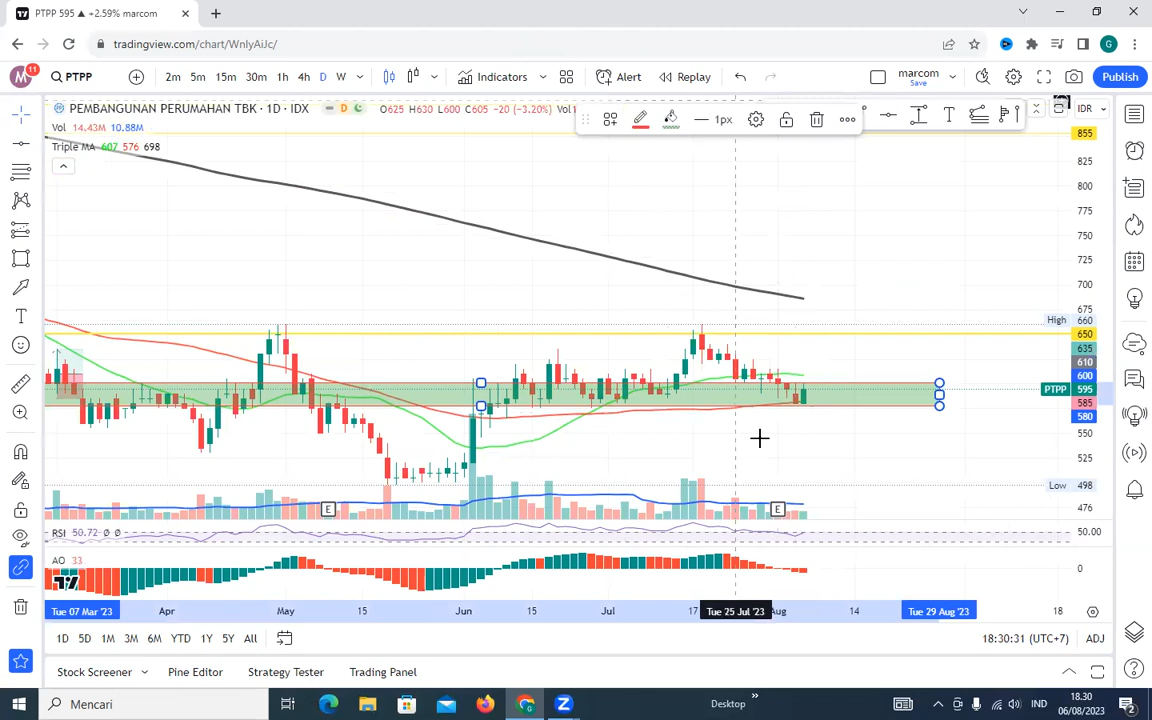 PTPP 595 ▲ +2.59% marcom
tradingview.com/chart/WnlyAiJc/
M 11 PTPP 2m 5m 15m 30m 1h 4h D W Indicators Alert Replay marcom Save Publish
PEMBANGUNAN PERUMAHAN TBK · 1D · IDX D O625 H630 L600 C605 −20 (−3.20%) Vol1
1px
IDR
Vol 14.43M 10.88M
Triple MA 607 576 698
855
825
800
775
750
725
700
675
High 660
650
635
610
600
PTPP 595
585
580
550
525
Low 498
476
E E
RSI 50.72 Ø Ø
50.00
AO 33
0
Tue 07 Mar '23 Apr May 15 Jun 15 Jul 17 Tue 25 Jul '23 Aug 14 Tue 29 Aug '23 18
1D 5D 1M 3M 6M YTD 1Y 5Y All 18:30:31 (UTC+7) ADJ
Stock Screener Pine Editor Strategy Tester Trading Panel
Mencari Desktop IND 18.30
06/08/2023 2